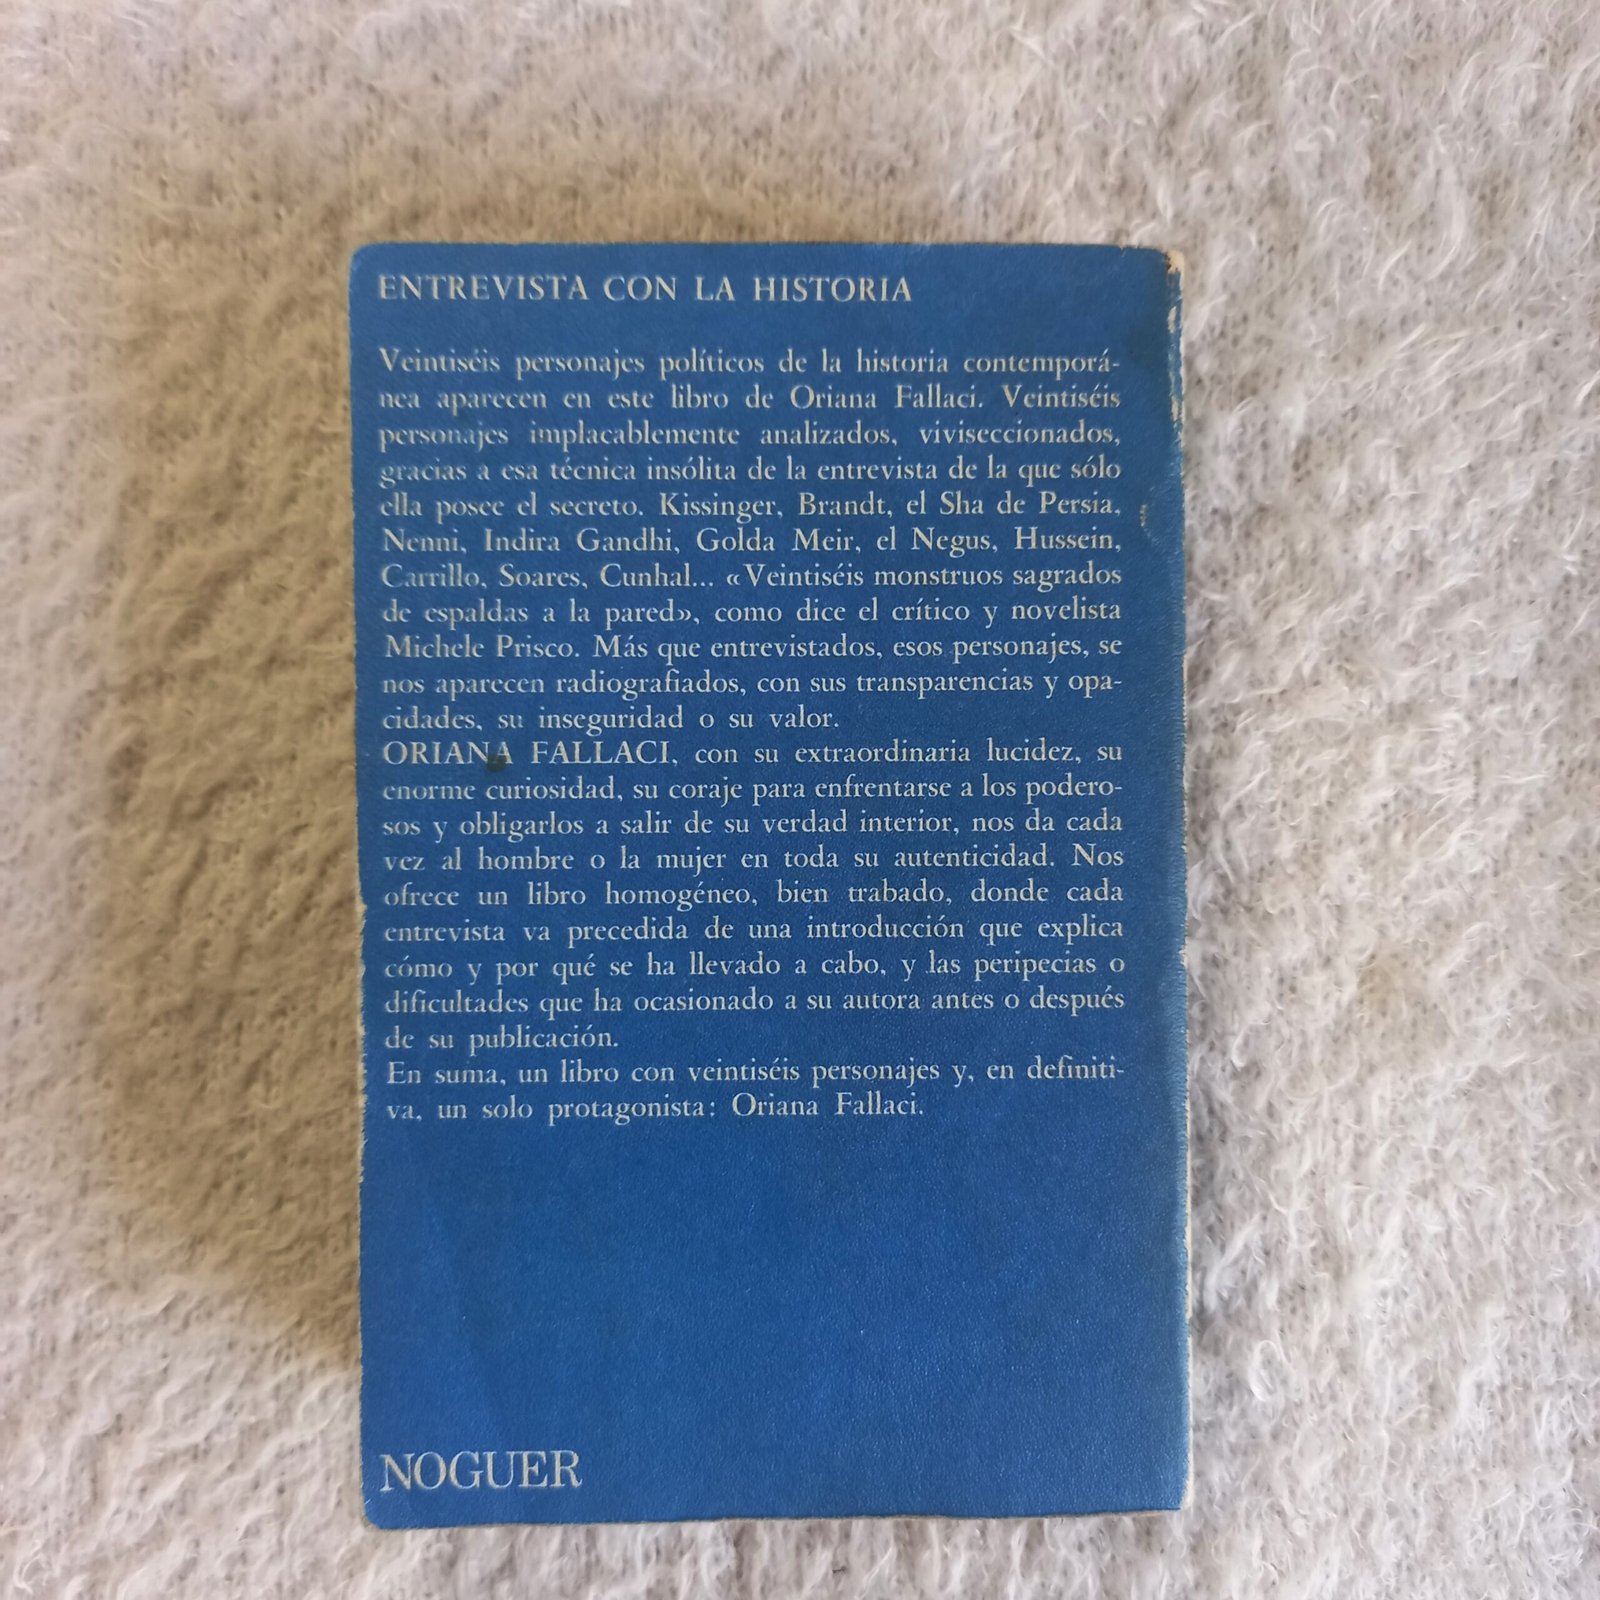 ENTREVISTA CON LA HISTORIA
Veintiséis personajes políticos de la historia contemporá-
nea aparecen en este libro de Oriana Fallaci. Veintiséis
personajes implacablemente analizados, viviseccionados,
gracias a esa técnica insólita de la entrevista de la que sólo
ella posee el secreto. Kissinger, Brandt, el Sha de Persia,
Nenni, Indira Gandhi, Golda Meir, el Negus, Hussein,
Carrillo, Soares, Cunhal... «Veintiséis monstruos sagrados
de espaldas a la pared», como dice el crítico y novelista
Michele Prisco. Más que entrevistados, esos personajes, se
nos aparecen radiografiados, con sus transparencias y opa-
cidades, su inseguridad o su valor.
ORIANA FALLACI, con su extraordinaria lucidez, su
enorme curiosidad, su coraje para enfrentarse a los podero-
sos y obligarlos a salir de su verdad interior, nos da cada
vez al hombre o la mujer en toda su autenticidad. Nos
ofrece un libro homogéneo, bien trabado, donde cada
entrevista va precedida de una introducción que explica
cómo y por qué se ha llevado a cabo, y las peripecias o
dificultades que ha ocasionado a su autora antes o después
de su publicación.
En suma, un libro con veintiséis personajes y, en definiti-
va, un solo protagonista: Oriana Fallaci.
NOGUER